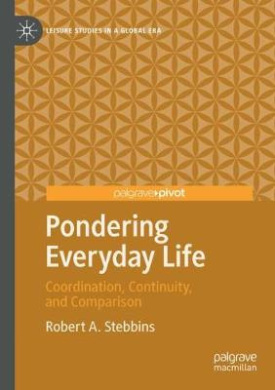 LEISURE STUDIES IN A GLOBAL ERA
palgrave›pivot
Pondering
Everyday Life
Coordination, Continuity,
and Comparison
Robert A. Stebbins
palgrave
macmillan